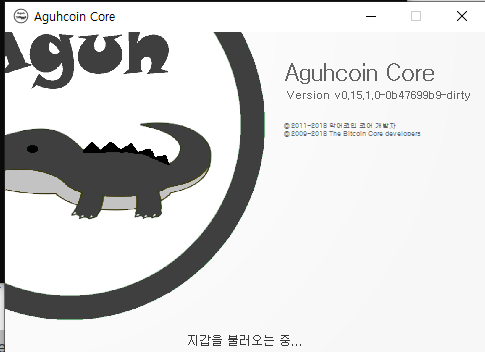 Aguhcoin Core
Aguh
Aguhcoin Core
Version v0.15.1.0-0b47699b9-dirty
©2011-2018 악어코인 코어 개발자
©2009-2018 The Bitcoin Core developers
지갑을 불러오는 중...